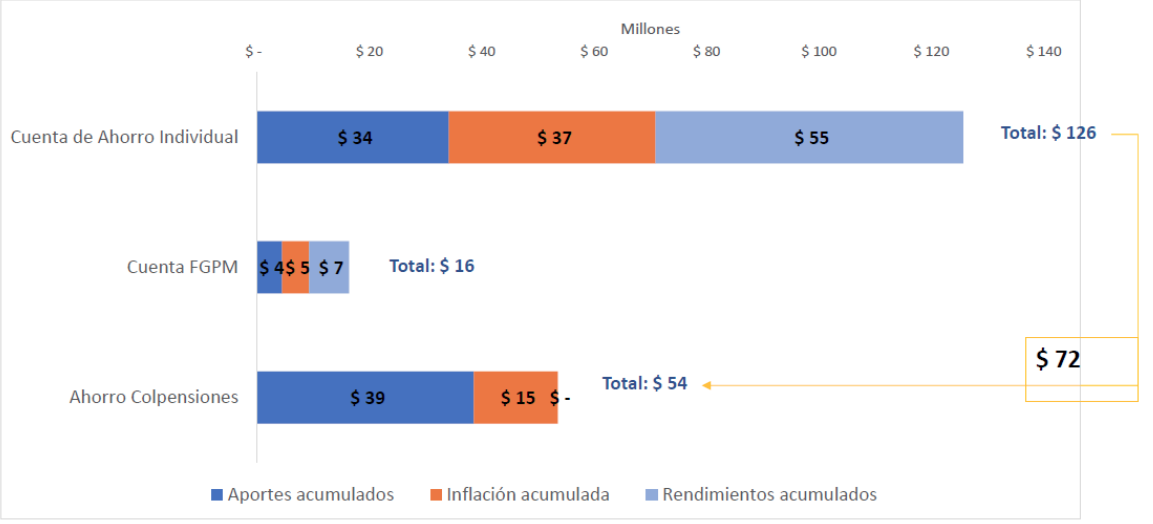 Millones
$ - $ 20 $ 40 $ 60 $ 80 $ 100 $ 120 $ 140
Cuenta de Ahorro Individual $ 34 $ 37 $ 55 Total: $ 126
Cuenta FGPM $ 4 $ 5 $ 7 Total: $ 16
$ 72
Ahorro Colpensiones $ 39 $ 15 $ - Total: $ 54
Aportes acumulados Inflación acumulada Rendimientos acumulados